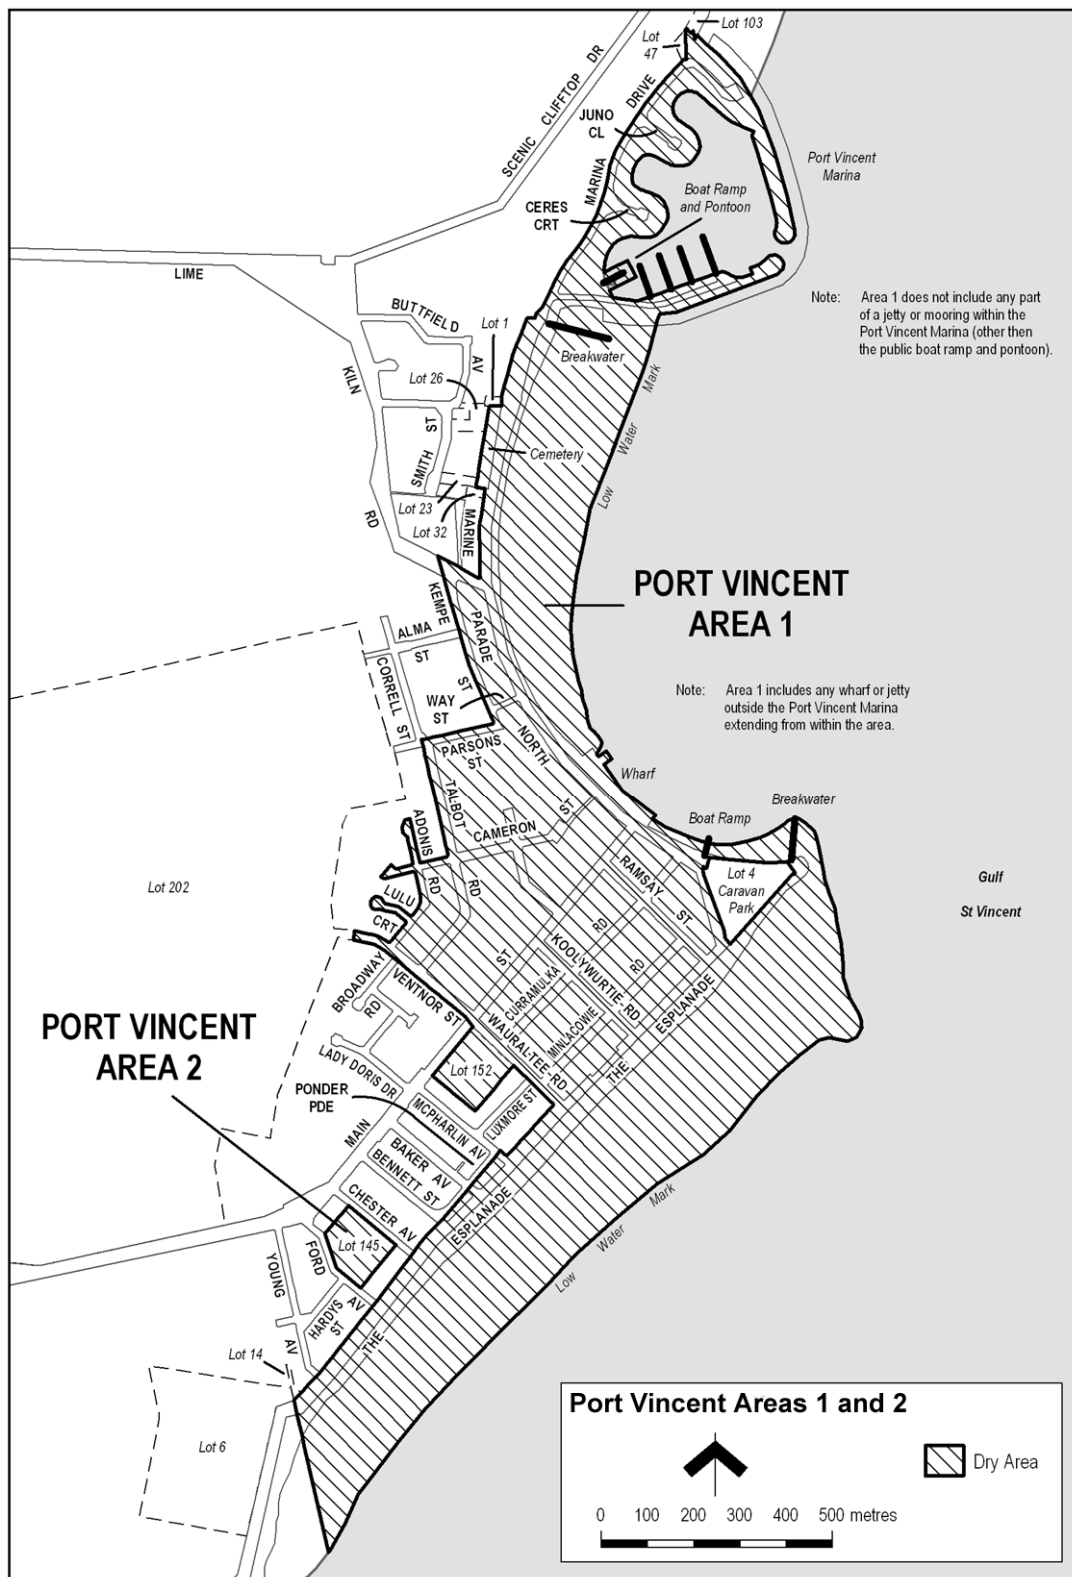 Lot 103
Lot
47
SCENIC CLIFFTOP DR
MARINA DRIVE
JUNO
CL
Port Vincent
Marina
Boat Ramp
and Pontoon
CERES
CRT
LIME
KILN
RD
BUTTFIELD
AV
Lot 1
Note: Area 1 does not include any part
of a jetty or mooring within the
Port Vincent Marina (other then
the public boat ramp and pontoon).
Breakwater
Lot 26
Low Water Mark
SMITH ST
Cemetery
Lot 23
Lot 32
MARINE
PARADE
PORT VINCENT
AREA 1
KEMPE
ST
ALMA
ST
CORRELL ST
WAY
ST
Note: Area 1 includes any wharf or jetty
outside the Port Vincent Marina
extending from within the area.
NORTH
PARSONS
ST
Wharf
TALBOT
RD
Breakwater
Boat Ramp
ADONIS
RD
CAMERON
ST
RAMSAY
ST
Lot 4
Caravan
Park
Gulf
St Vincent
Lot 202
LULU
CRT
RD
KOOLYWURTIE RD
RD
ST
BROADWAY
RD
VENTNOR ST
CURRAMULKA
MINLACOWIE
WAURALTEE RD
THE ESPLANADE
PORT VINCENT
AREA 2
LADY DORIS DR
Lot 152
PONDER
PDE
MCPHARLIN AV
LUXMORE ST
MAIN
BAKER AV
BENNETT ST
CHESTER AV
THE ESPLANADE
Low Water Mark
Lot 145
FORD
AV
YOUNG
AV
HARDYS
ST
Lot 14
Lot 6
Port Vincent Areas 1 and 2
Dry Area
0 100 200 300 400 500 metres